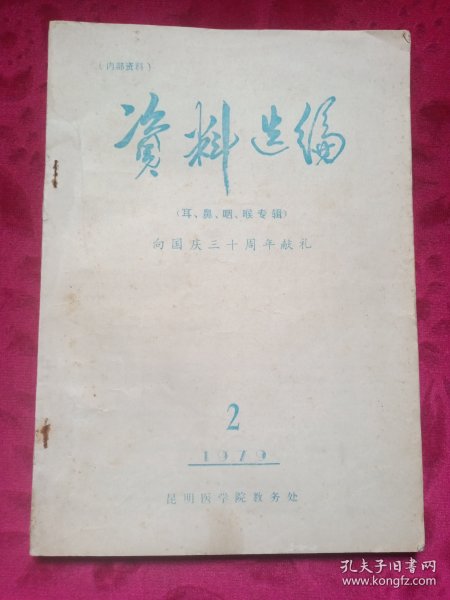 （内部资料）
资料选编
（耳、鼻、咽、喉专辑）
向国庆三十周年献礼
2
1979
昆明医学院教务处
孔夫子旧书网
www.kongfz.com